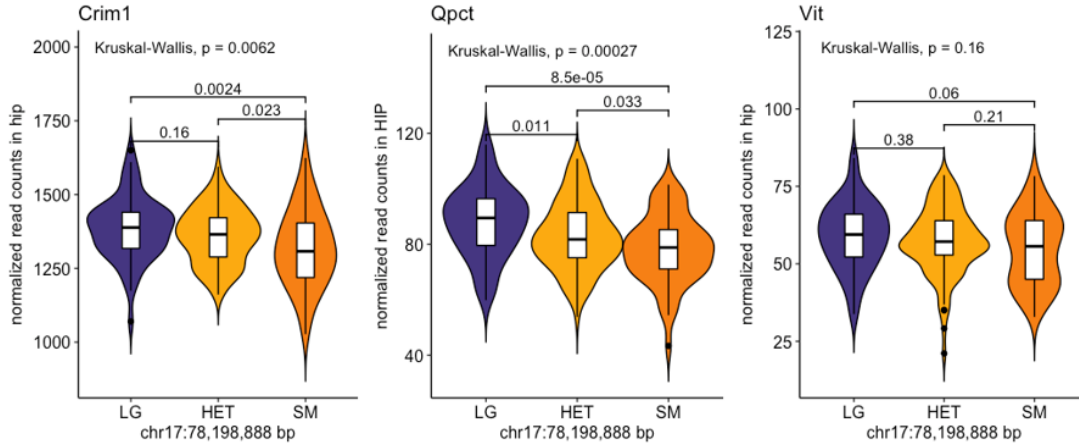 Crim1
Kruskal-Wallis, p = 0.0062
0.0024
0.023
0.16
2000
1750
1500
1250
1000
normalized read counts in hip
LG HET SM
chr17:78,198,888 bp
Qpct
Kruskal-Wallis, p = 0.00027
8.5e-05
0.033
0.011
120
80
40
normalized read counts in HIP
LG HET SM
chr17:78,198,888 bp
Vit
Kruskal-Wallis, p = 0.16
0.06
0.21
0.38
125
100
75
50
25
normalized read counts in hip
LG HET SM
chr17:78,198,888 bp